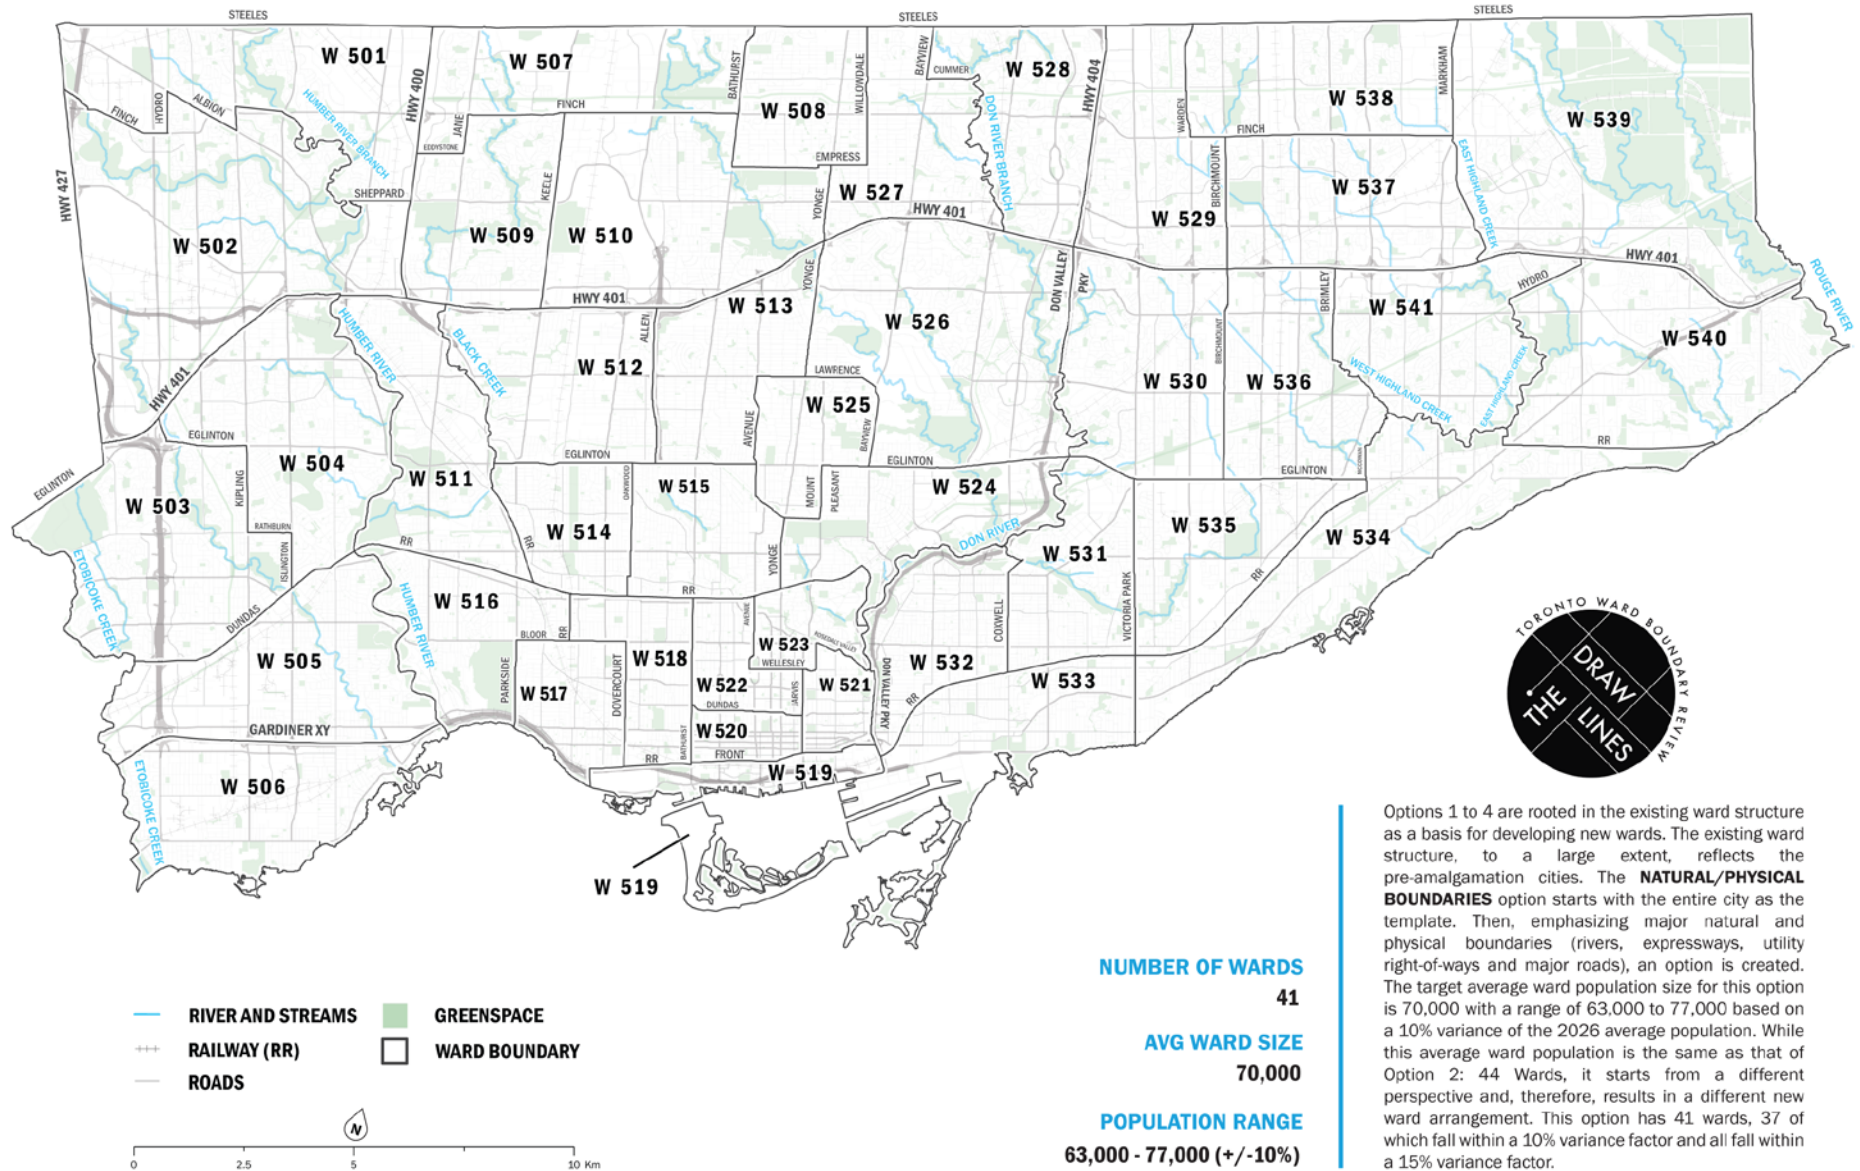 STEELES
STEELES
STEELES
W 501
HWY 400
W 507
BATHURST
WILLOWDALE
BAYVIEW
CUMMER
W 528
HWY 404
MARKHAM
FINCH
HYDRO
ALBION
HUMBER RIVER BRANCH
JANE
EDDYSTONE
FINCH
W 508
DON RIVER BRANCH
WARDEN
W 538
FINCH
W 539
EAST HIGHLAND CREEK
HWY 427
SHEPPARD
KEELE
EMPRESS
YONGE
W 527
HWY 401
BIRCHMOUNT
W 537
W 529
W 502
W 509
W 510
HWY 401
HWY 401
YONGE
W 513
DON VALLEY
PKY
BRIMLEY
W 541
HYDRO
HWY 401
ROUGE RIVER
HUMBER RIVER
BLACK CREEK
ALLEN
W 526
BIRCHMOUNT
W 540
W 512
LAWRENCE
W 530
W 536
WEST HIGHLAND CREEK
EAST HIGHLAND CREEK
AVENUE
W 525
BAYVIEW
EGLINTON
EGLINTON
EGLINTON
EGLINTON
RR
EGLINTON
W 503
KIPLING
W 504
W 511
OAKWOOD
W 515
MOUNT
PLEASANT
W 524
RATHBURN
ISLINGTON
RR
RR
W 514
YONGE
DON RIVER
W 531
W 535
W 534
ETOBICOKE CREEK
DUNDAS
HUMBER RIVER
W 516
RR
AVENUE
COXWELL
VICTORIA PARK
RR
BLOOR
RR
W 505
PARKSIDE
W 517
DOVERCOURT
W 518
W 523
ROSEDALE VALLEY
WELLESLEY
W 522
JARVIS
W 521
DON VALLEY PKY
W 532
RR
W 533
DUNDAS
GARDINER XY
BATHURST
W 520
RR
FRONT
W 519
ETOBICOKE CREEK
W 506
W 519
TORONTO WARD BOUNDARY REVIEW
DRAW
THE
LINES
Options 1 to 4 are rooted in the existing ward structure
as a basis for developing new wards. The existing ward
structure, to a large extent, reflects the
pre-amalgamation cities. The NATURAL/PHYSICAL
BOUNDARIES option starts with the entire city as the
template. Then, emphasizing major natural and
physical boundaries (rivers, expressways, utility
right-of-ways and major roads), an option is created.
The target average ward population size for this option
is 70,000 with a range of 63,000 to 77,000 based on
a 10% variance of the 2026 average population. While
this average ward population is the same as that of
Option 2: 44 Wards, it starts from a different
perspective and, therefore, results in a different new
ward arrangement. This option has 41 wards, 37 of
which fall within a 10% variance factor and all fall within
a 15% variance factor.
NUMBER OF WARDS
41
AVG WARD SIZE
70,000
POPULATION RANGE
63,000 - 77,000 (+/-10%)
RIVER AND STREAMS
GREENSPACE
RAILWAY (RR)
WARD BOUNDARY
ROADS
N
0 2.5 5 10 Km